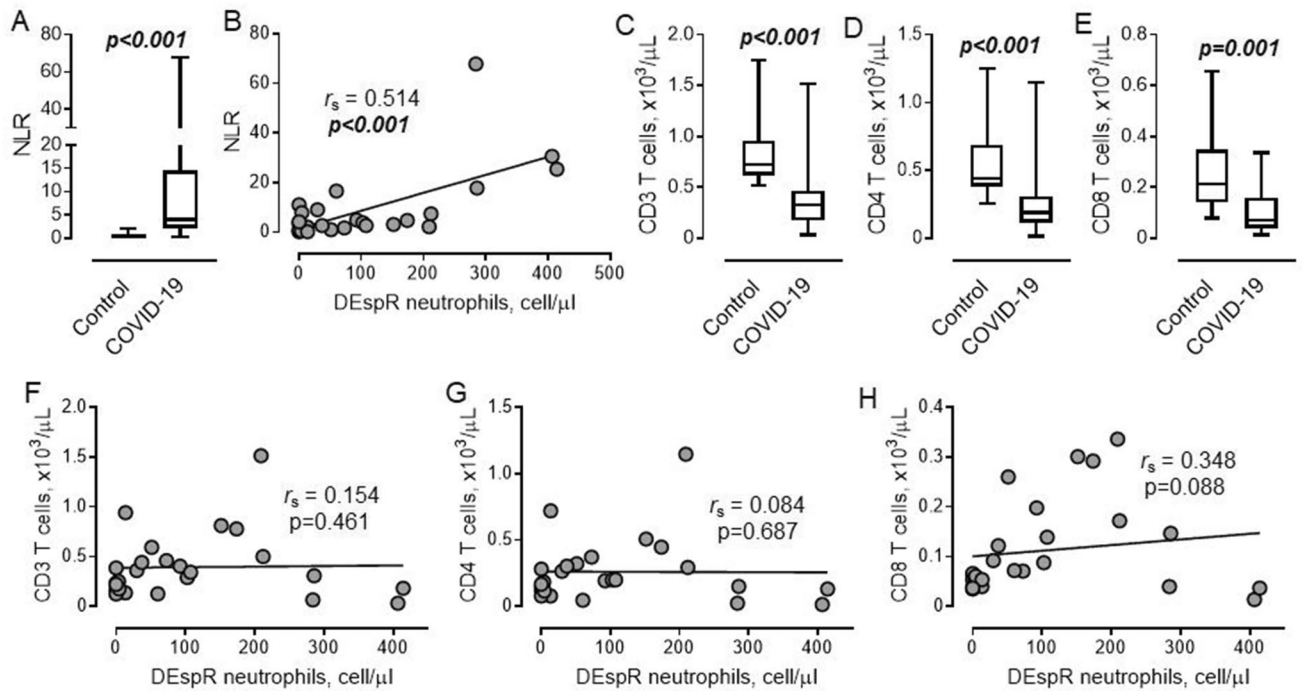 A
p<0.001
NLR
80
60
40
20
15
10
5
0
Control
COVID-19
B
NLR
80
60
40
20
0
rs = 0.514
p<0.001
0 100 200 300 400 500
DEspR neutrophils, cell/µl
C
p<0.001
CD3 T cells, x10³/µL
2.0
1.5
1.0
0.5
0
Control
COVID-19
D
p<0.001
CD4 T cells, x10³/µL
1.5
1.0
0.5
0
Control
COVID-19
E
p=0.001
CD8 T cells, x10³/µL
0.8
0.6
0.4
0.2
0
Control
COVID-19
F
CD3 T cells, x10³/µL
2.0
1.5
1.0
0.5
0
rs = 0.154
p=0.461
0 100 200 300 400
DEspR neutrophils, cell/µl
G
CD4 T cells, x10³/µL
1.5
1.0
0.5
0
rs = 0.084
p=0.687
0 100 200 300 400
DEspR neutrophils, cell/µl
H
CD8 T cells, x10³/µL
0.4
0.3
0.2
0.1
0
rs = 0.348
p=0.088
0 100 200 300 400
DEspR neutrophils, cell/µl